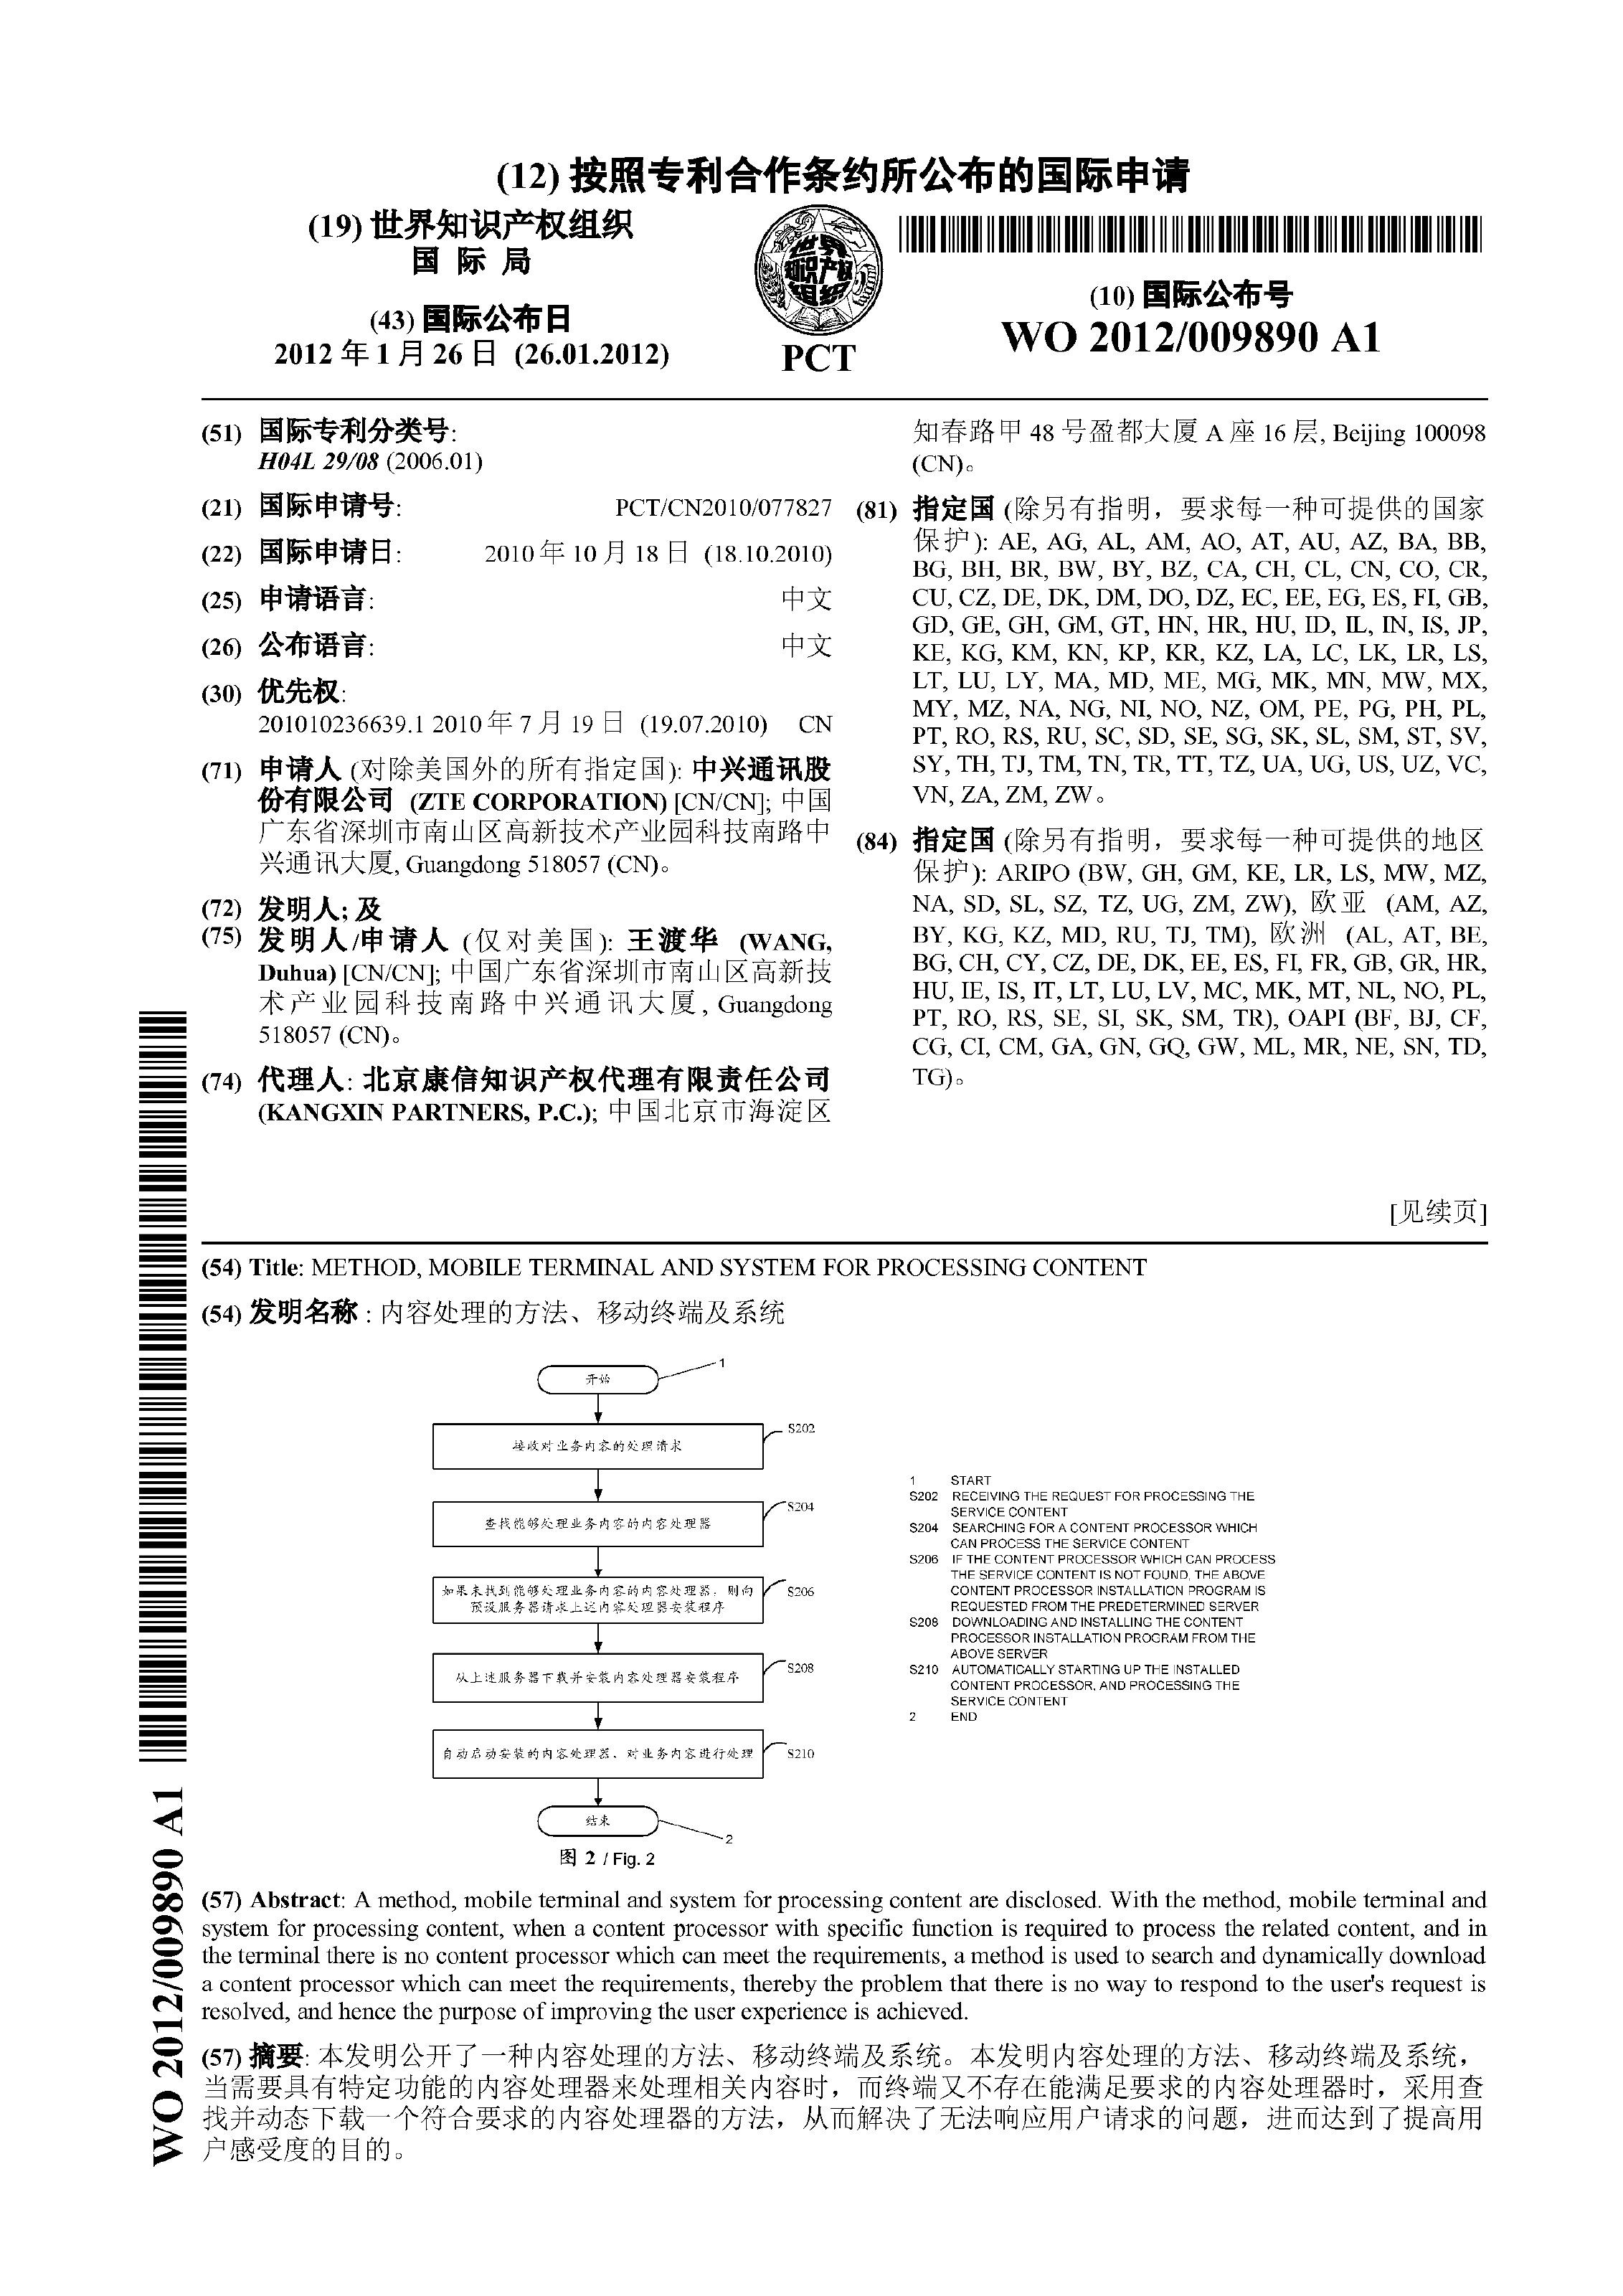 (12) 按照专利合作条约所公布的国际申请
(19) 世界知识产权组织
国 际 局
(43) 国际公布日
2012 年 1 月 26 日 (26.01.2012)
世界
知识产权
组织
PCT
(10) 国际公布号
WO 2012/009890 A1
(51) 国际专利分类号:
H04L 29/08 (2006.01)
(21) 国际申请号: PCT/CN2010/077827
(22) 国际申请日: 2010 年 10 月 18 日 (18.10.2010)
(25) 申请语言: 中文
(26) 公布语言: 中文
(30) 优先权:
201010236639.1 2010 年 7 月 19 日 (19.07.2010) CN
(71) 申请人 (对除美国外的所有指定国): 中兴通讯股
份有限公司 (ZTE CORPORATION) [CN/CN]; 中国
广东省深圳市南山区高新技术产业园科技南路中
兴通讯大厦, Guangdong 518057 (CN)。
(72) 发明人; 及
(75) 发明人/申请人 (仅对美国): 王渡华 (WANG,
Duhua) [CN/CN]; 中国广东省深圳市南山区高新技
术产业园科技南路中兴通讯大厦, Guangdong
518057 (CN)。
(74) 代理人: 北京康信知识产权代理有限责任公司
(KANGXIN PARTNERS, P.C.); 中国北京市海淀区
知春路甲 48 号盈都大厦 A 座 16 层, Beijing 100098
(CN)。
(81) 指定国 (除另有指明，要求每一种可提供的国家
保护): AE, AG, AL, AM, AO, AT, AU, AZ, BA, BB,
BG, BH, BR, BW, BY, BZ, CA, CH, CL, CN, CO, CR,
CU, CZ, DE, DK, DM, DO, DZ, EC, EE, EG, ES, FI, GB,
GD, GE, GH, GM, GT, HN, HR, HU, ID, IL, IN, IS, JP,
KE, KG, KM, KN, KP, KR, KZ, LA, LC, LK, LR, LS,
LT, LU, LY, MA, MD, ME, MG, MK, MN, MW, MX,
MY, MZ, NA, NG, NI, NO, NZ, OM, PE, PG, PH, PL,
PT, RO, RS, RU, SC, SD, SE, SG, SK, SL, SM, ST, SV,
SY, TH, TJ, TM, TN, TR, TT, TZ, UA, UG, US, UZ, VC,
VN, ZA, ZM, ZW。
(84) 指定国 (除另有指明，要求每一种可提供的地区
保护): ARIPO (BW, GH, GM, KE, LR, LS, MW, MZ,
NA, SD, SL, SZ, TZ, UG, ZM, ZW), 欧亚 (AM, AZ,
BY, KG, KZ, MD, RU, TJ, TM), 欧洲 (AL, AT, BE,
BG, CH, CY, CZ, DE, DK, EE, ES, FI, FR, GB, GR, HR,
HU, IE, IS, IT, LT, LU, LV, MC, MK, MT, NL, NO, PL,
PT, RO, RS, SE, SI, SK, SM, TR), OAPI (BF, BJ, CF,
CG, CI, CM, GA, GN, GQ, GW, ML, MR, NE, SN, TD,
TG)。
[见续页]
(54) Title: METHOD, MOBILE TERMINAL AND SYSTEM FOR PROCESSING CONTENT
(54) 发明名称 : 内容处理的方法、移动终端及系统
开始 1
接收对业务内容的处理请求 S202
查找能够处理业务内容的内容处理器 S204
如果未找到能够处理业务内容的内容处理器，则向
预设服务器请求上述内容处理器安装程序 S206
从上述服务器下载并安装内容处理器安装程序 S208
自动启动安装的内容处理器，对业务内容进行处理 S210
结束 2
图 2 / Fig. 2
1 START
S202 RECEIVING THE REQUEST FOR PROCESSING THE
SERVICE CONTENT
S204 SEARCHING FOR A CONTENT PROCESSOR WHICH
CAN PROCESS THE SERVICE CONTENT
S206 IF THE CONTENT PROCESSOR WHICH CAN PROCESS
THE SERVICE CONTENT IS NOT FOUND, THE ABOVE
CONTENT PROCESSOR INSTALLATION PROGRAM IS
REQUESTED FROM THE PREDETERMINED SERVER
S208 DOWNLOADING AND INSTALLING THE CONTENT
PROCESSOR INSTALLATION PROGRAM FROM THE
ABOVE SERVER
S210 AUTOMATICALLY STARTING UP THE INSTALLED
CONTENT PROCESSOR, AND PROCESSING THE
SERVICE CONTENT
2 END
(57) Abstract: A method, mobile terminal and system for processing content are disclosed. With the method, mobile terminal and
system for processing content, when a content processor with specific function is required to process the related content, and in
the terminal there is no content processor which can meet the requirements, a method is used to search and dynamically download
a content processor which can meet the requirements, thereby the problem that there is no way to respond to the user's request is
resolved, and hence the purpose of improving the user experience is achieved.
(57) 摘要: 本发明公开了一种内容处理的方法、移动终端及系统。本发明内容处理的方法、移动终端及系统，
当需要具有特定功能的内容处理器来处理相关内容时，而终端又不存在能满足要求的内容处理器时，采用查
找并动态下载一个符合要求的内容处理器的方法，从而解决了无法响应用户请求的问题，进而达到了提高用
户感受度的目的。
WO 2012/009890 A1